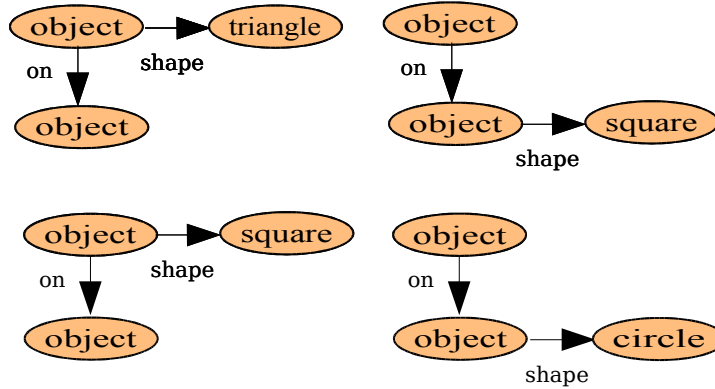 object
triangle
on
shape
object
object
on
object
square
shape
object
square
on
shape
object
object
on
object
circle
shape